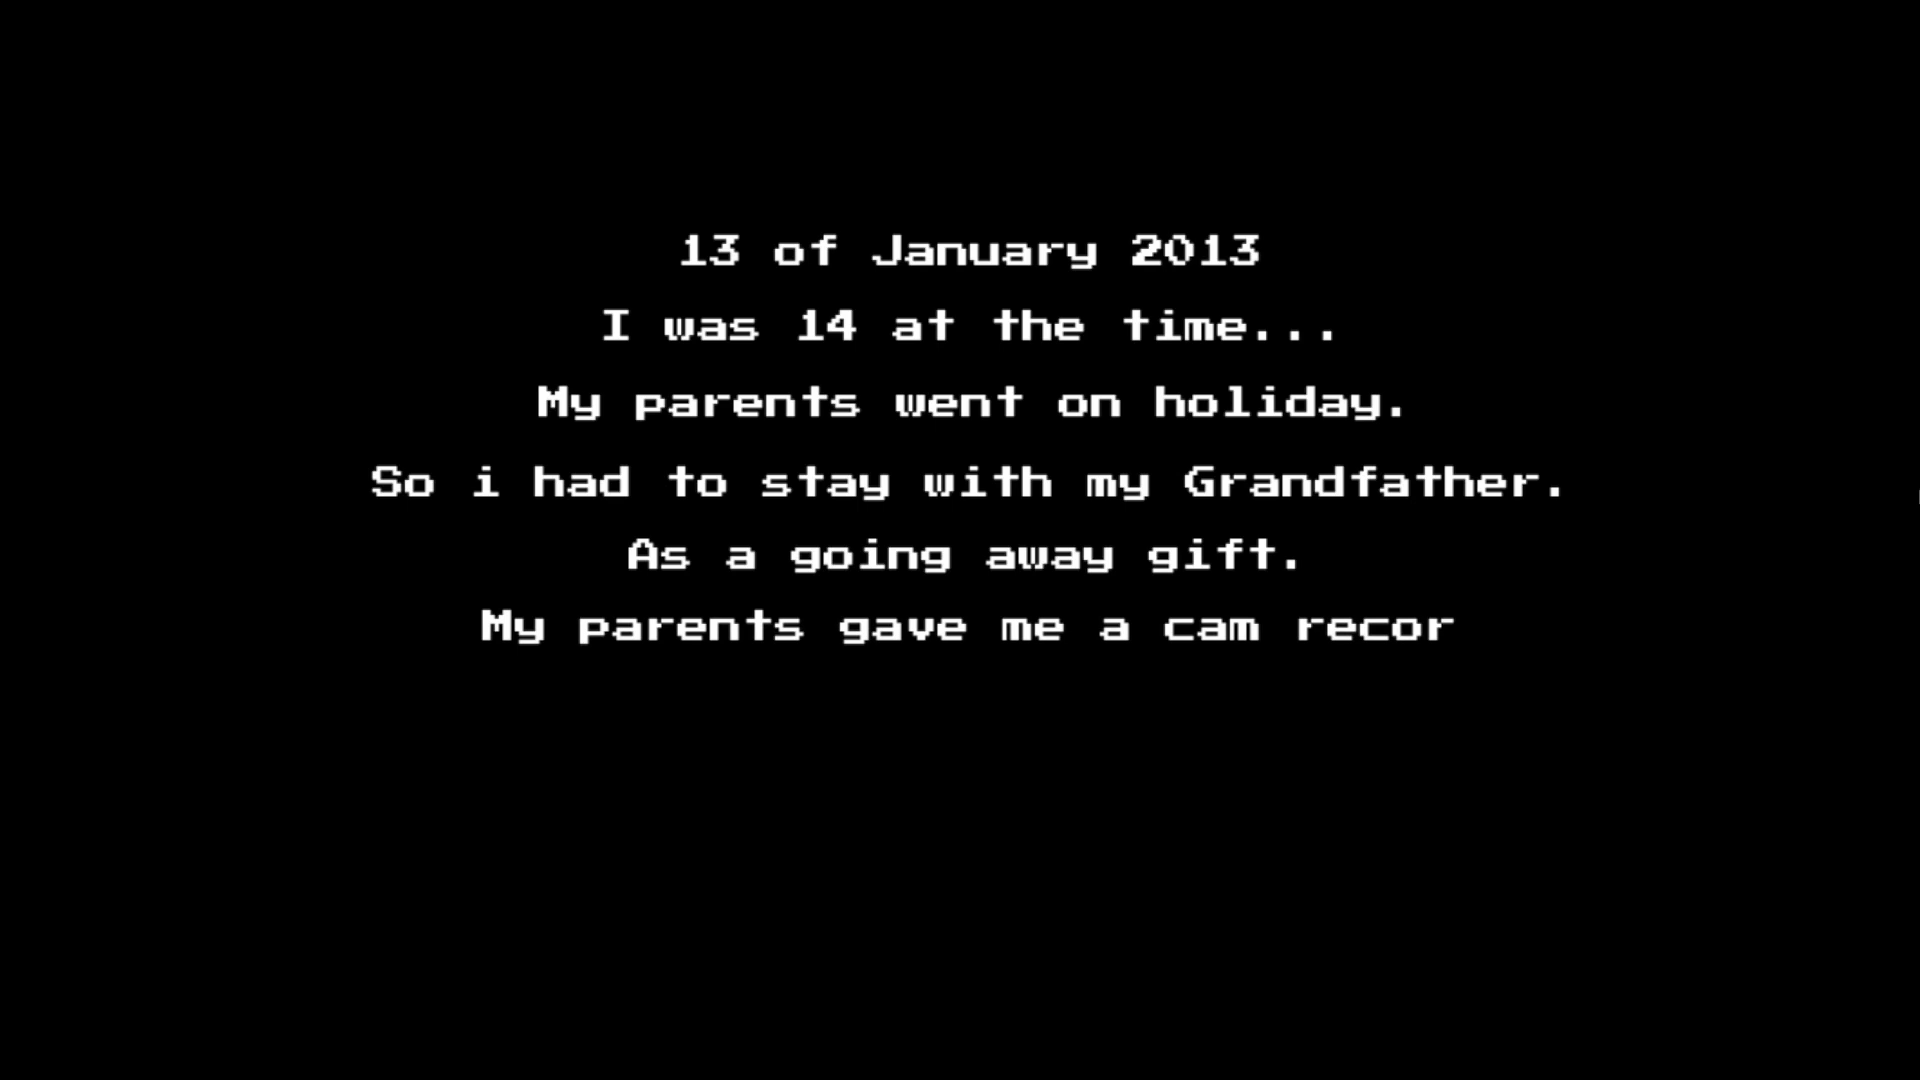 13 of January 2013
I was 14 at the time...
My parents went on holiday.
So i had to stay with my Grandfather.
As a going away gift.
My parents gave me a cam recor